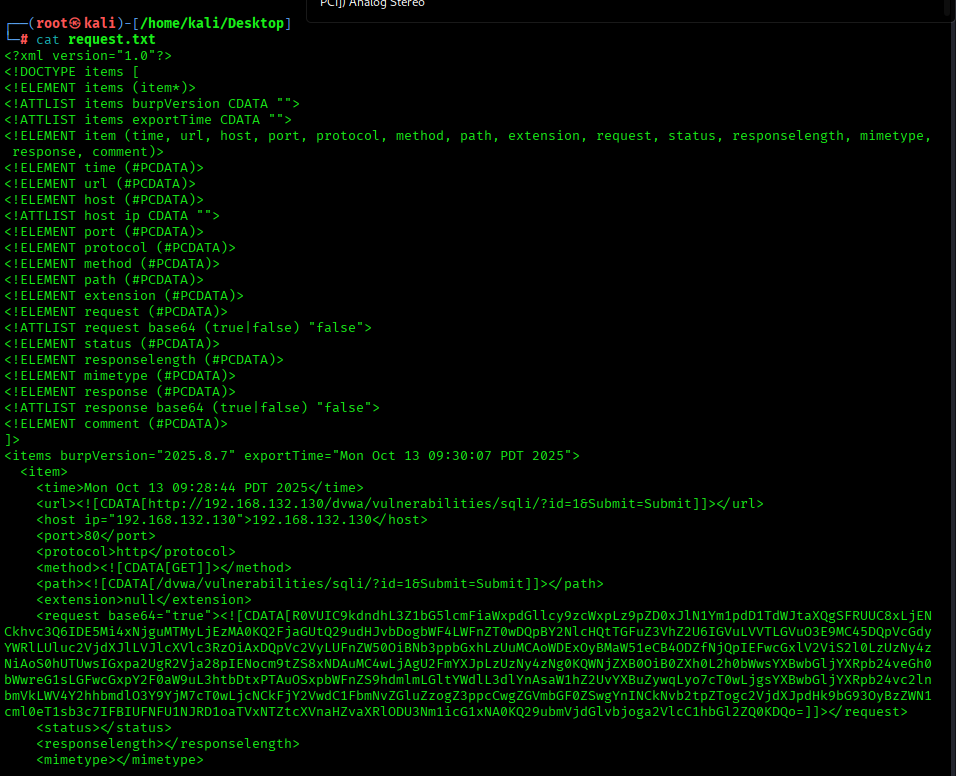 PCI]) Analog Stereo
┌──(root㉿kali)-[/home/kali/Desktop]
└─# cat request.txt
<?xml version="1.0"?>
<!DOCTYPE items [
<!ELEMENT items (item*)>
<!ATTLIST items burpVersion CDATA "">
<!ATTLIST items exportTime CDATA "">
<!ELEMENT item (time, url, host, port, protocol, method, path, extension, request, status, responselength, mimetype,
response, comment)>
<!ELEMENT time (#PCDATA)>
<!ELEMENT url (#PCDATA)>
<!ELEMENT host (#PCDATA)>
<!ATTLIST host ip CDATA "">
<!ELEMENT port (#PCDATA)>
<!ELEMENT protocol (#PCDATA)>
<!ELEMENT method (#PCDATA)>
<!ELEMENT path (#PCDATA)>
<!ELEMENT extension (#PCDATA)>
<!ELEMENT request (#PCDATA)>
<!ATTLIST request base64 (true|false) "false">
<!ELEMENT status (#PCDATA)>
<!ELEMENT responselength (#PCDATA)>
<!ELEMENT mimetype (#PCDATA)>
<!ELEMENT response (#PCDATA)>
<!ATTLIST response base64 (true|false) "false">
<!ELEMENT comment (#PCDATA)>
]>
<items burpVersion="2025.8.7" exportTime="Mon Oct 13 09:30:07 PDT 2025">
<item>
<time>Mon Oct 13 09:28:44 PDT 2025</time>
<url><![CDATA[http://192.168.132.130/dvwa/vulnerabilities/sqli/?id=1&Submit=Submit]]></url>
<host ip="192.168.132.130">192.168.132.130</host>
<port>80</port>
<protocol>http</protocol>
<method><![CDATA[GET]]></method>
<path><![CDATA[/dvwa/vulnerabilities/sqli/?id=1&Submit=Submit]]></path>
<extension>null</extension>
<request base64="true"><![CDATA[
]]></request>
<status></status>
<responselength></responselength>
<mimetype></mimetype>